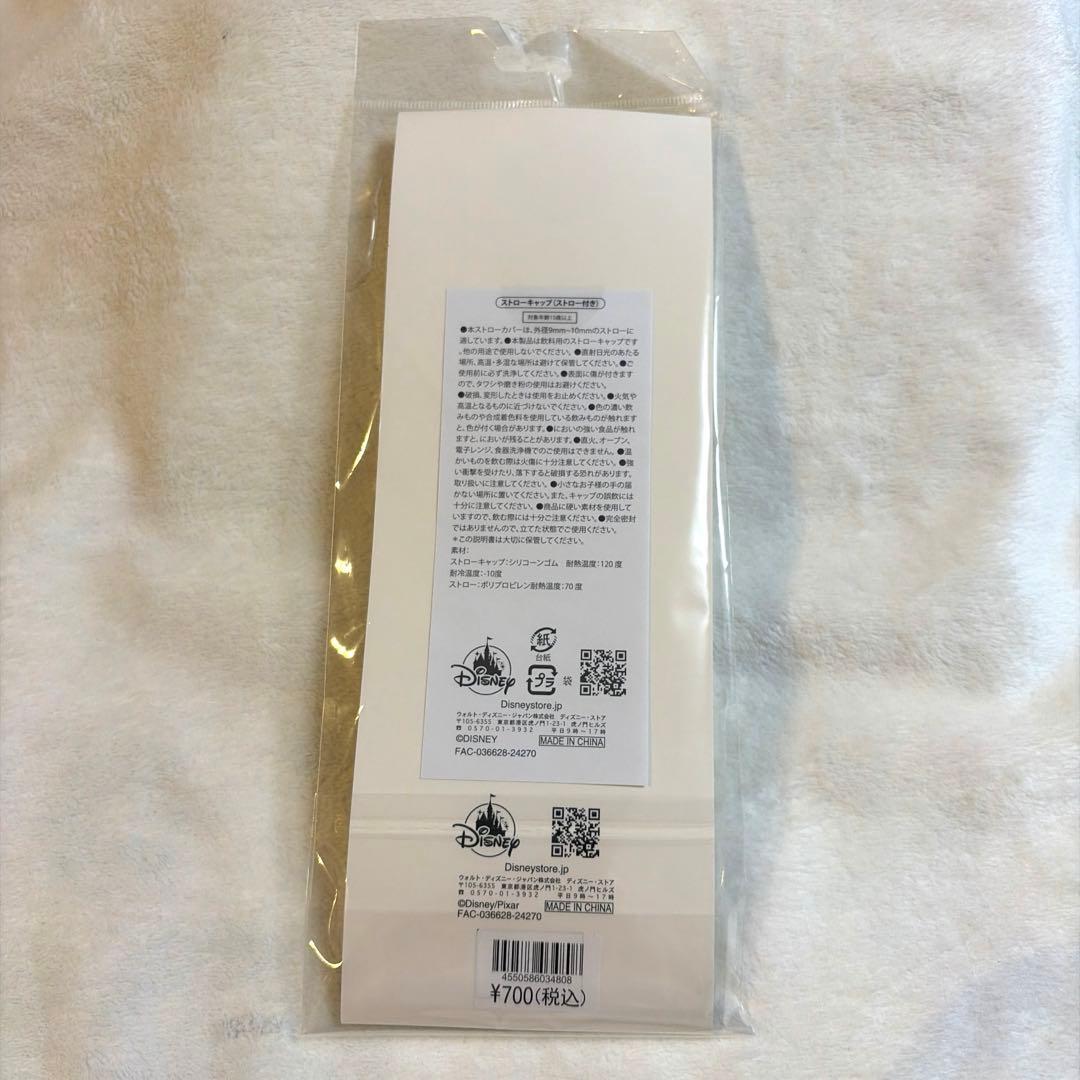 ストローキャップ(ストロー付き)
対象年齢15歳以上
●本ストローカバーは、外径9mm~10mmのストローに
適しています。●本製品は飲料用のストローキャップです
。他の用途で使用しないでください。●直射日光のあたる
場所、高温・多湿な場所は避けて保管してください。●ご
使用前に必ず洗浄してください。●表面に傷が付きます
ので、タワシや磨き粉の使用はお避けください。
●破損、変形したときは使用をお止めください。●火気や
高温となるものに近づけないでください。●色の濃い飲
みものや合成着色料を使用している飲みものが触れます
と、色が付く場合があります。●においの強い食品が触れ
ますと、においが残ることがあります。●直火、オーブン、
電子レンジ、食器洗浄機でのご使用はできません。●温
かいものを飲む際は火傷に十分注意してください。●強
い衝撃を受けたり、落下すると破損する恐れがあります。
取り扱いに注意してください。●小さなお子様の手の届
かない場所に置いてください。また、キャップの誤飲には
十分に注意してください。●商品に硬い素材を使用して
いますので、飲む際には十分ご注意ください。●完全密封
ではありませんので、立てた状態でご使用ください。
＊この説明書は大切に保管してください。
素材:
ストローキャップ:シリコーンゴム 耐熱温度:120度
耐冷温度:-10度
ストロー:ポリプロピレン耐熱温度:70度
紙
台紙
DISNEY
プラ 袋
Disneystore.jp
ウォルト・ディズニー・ジャパン株式会社 ディズニー・ストア
〒105-6355 東京都港区虎ノ門1-23-1 虎ノ門ヒルズ
☎0570-01-3932 平日9時～17時
©DISNEY MADE IN CHINA
FAC-036628-24270
DISNEY
Disneystore.jp
ウォルト・ディズニー・ジャパン株式会社 ディズニー・ストア
〒105-6355 東京都港区虎ノ門1-23-1 虎ノ門ヒルズ
☎0570-01-3932 平日9時～17時
©Disney/Pixar MADE IN CHINA
FAC-036628-24270
4550586034808
¥700(税込)